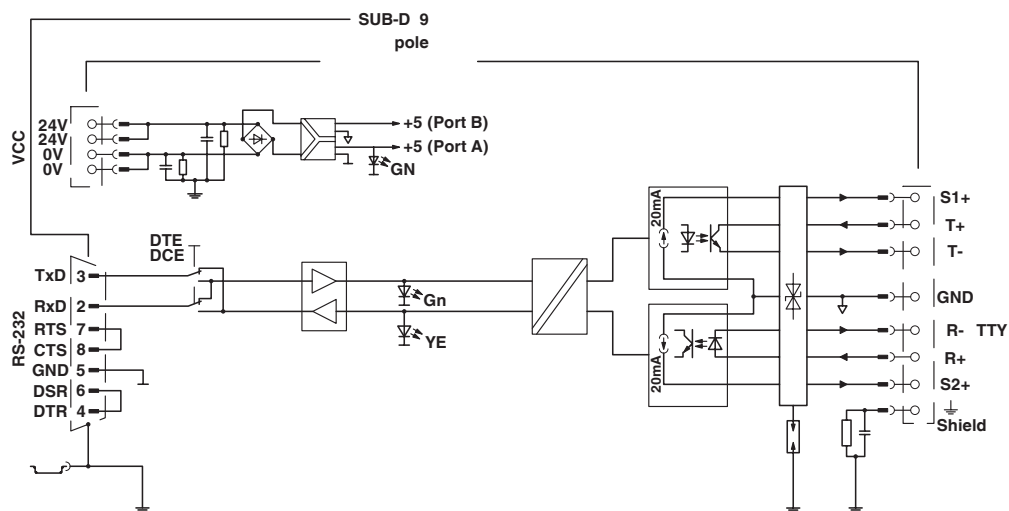 SUB-D 9
pole
VCC
24V
24V
0V
0V
+5 (Port B)
+5 (Port A)
GN
DTE
DCE
RS-232
TxD 3
RxD 2
RTS 7
CTS 8
GND 5
DSR 6
DTR 4
Gn
YE
20mA
20mA
S1+
T+
T-
GND
R- TTY
R+
S2+
Shield